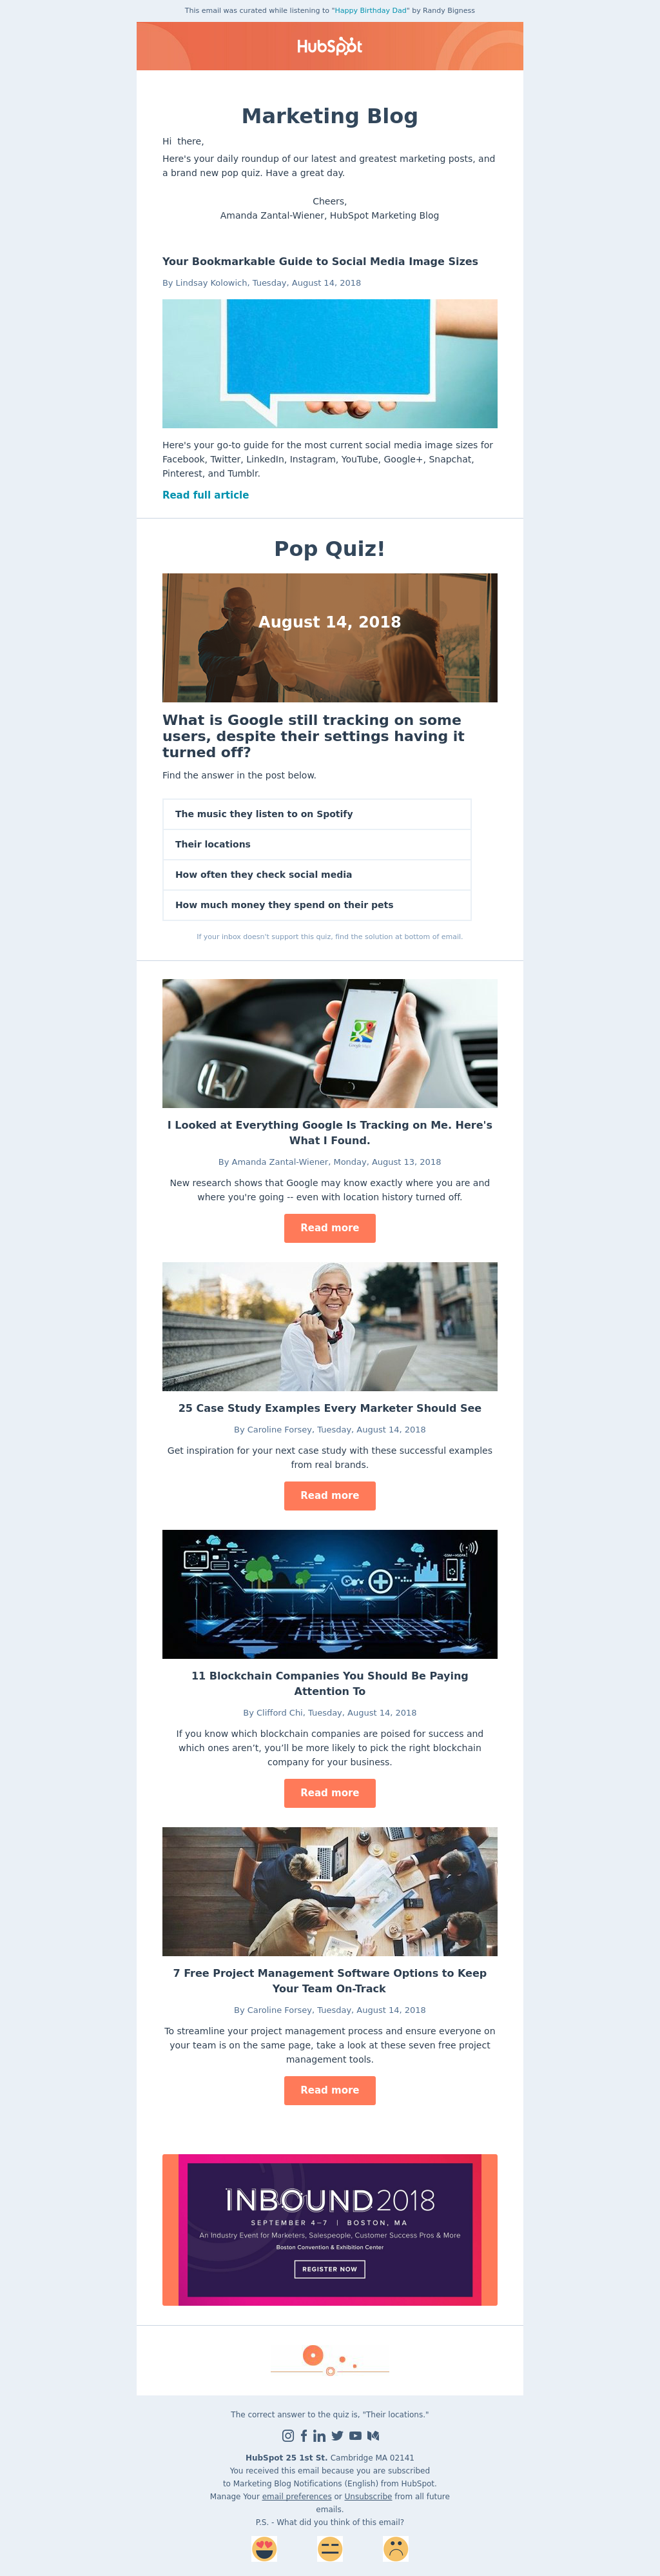 This email was curated while listening to "Happy Birthday Dad" by Randy Bigness
HubSpot
Marketing Blog
Hi there,
Here's your daily roundup of our latest and greatest marketing posts, and
a brand new pop quiz. Have a great day.
Cheers,
Amanda Zantal-Wiener, HubSpot Marketing Blog
Your Bookmarkable Guide to Social Media Image Sizes
By Lindsay Kolowich, Tuesday, August 14, 2018
Here's your go-to guide for the most current social media image sizes for
Facebook, Twitter, LinkedIn, Instagram, YouTube, Google+, Snapchat,
Pinterest, and Tumblr.
Read full article
Pop Quiz!
August 14, 2018
What is Google still tracking on some
users, despite their settings having it
turned off?
Find the answer in the post below.
The music they listen to on Spotify
Their locations
How often they check social media
How much money they spend on their pets
If your inbox doesn't support this quiz, find the solution at bottom of email.
I Looked at Everything Google Is Tracking on Me. Here's
What I Found.
By Amanda Zantal-Wiener, Monday, August 13, 2018
New research shows that Google may know exactly where you are and
where you're going -- even with location history turned off.
Read more
25 Case Study Examples Every Marketer Should See
By Caroline Forsey, Tuesday, August 14, 2018
Get inspiration for your next case study with these successful examples
from real brands.
Read more
11 Blockchain Companies You Should Be Paying
Attention To
By Clifford Chi, Tuesday, August 14, 2018
If you know which blockchain companies are poised for success and
which ones aren’t, you’ll be more likely to pick the right blockchain
company for your business.
Read more
7 Free Project Management Software Options to Keep
Your Team On-Track
By Caroline Forsey, Tuesday, August 14, 2018
To streamline your project management process and ensure everyone on
your team is on the same page, take a look at these seven free project
management tools.
Read more
INBOUND 2018
SEPTEMBER 4-7 | BOSTON, MA
An Industry Event for Marketers, Salespeople, Customer Success Pros & More
Boston Convention & Exhibition Center
REGISTER NOW
The correct answer to the quiz is, "Their locations."
HubSpot 25 1st St. Cambridge MA 02141
You received this email because you are subscribed
to Marketing Blog Notifications (English) from HubSpot.
Manage Your email preferences or Unsubscribe from all future
emails.
P.S. - What did you think of this email?